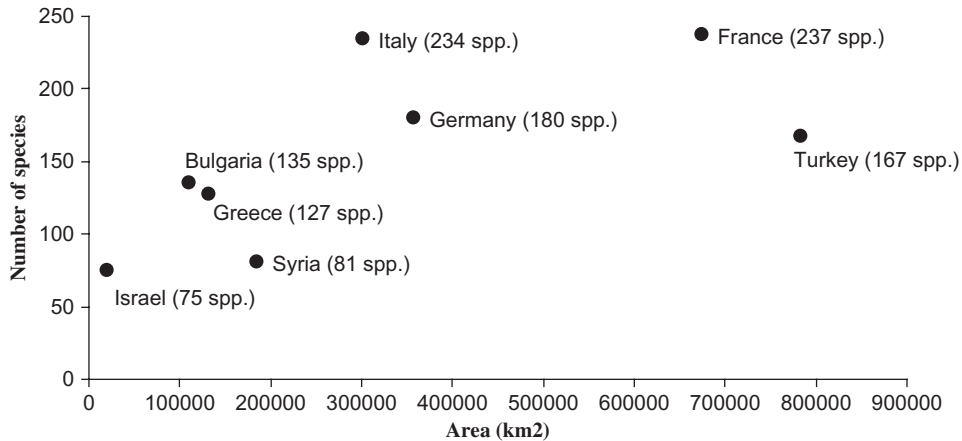 250
200
150
100
50
0
Number of species
Italy (234 spp.)
France (237 spp.)
Germany (180 spp.)
Turkey (167 spp.)
Bulgaria (135 spp.)
Greece (127 spp.)
Syria (81 spp.)
Israel (75 spp.)
0 100000 200000 300000 400000 500000 600000 700000 800000 900000
Area (km2)